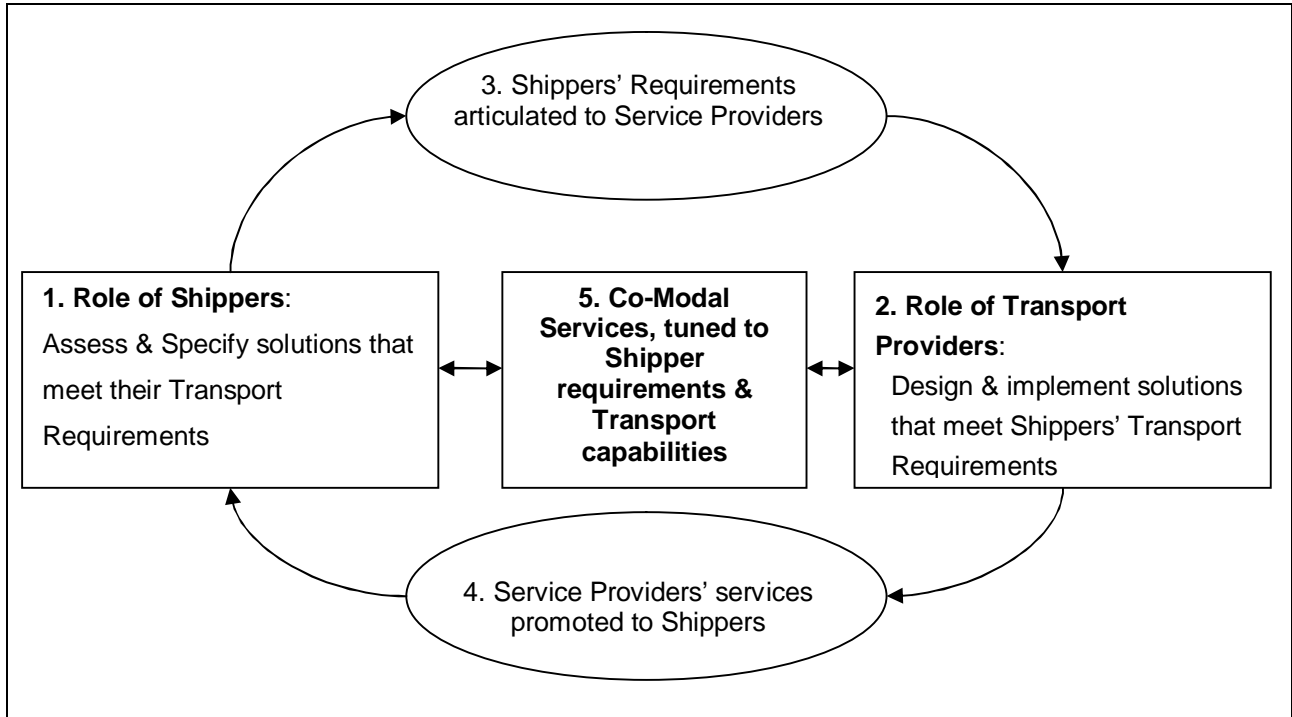 3. Shippers' Requirements
articulated to Service Providers
1. Role of Shippers:
Assess & Specify solutions that
meet their Transport
Requirements
5. Co-Modal
Services, tuned to
Shipper
requirements &
Transport
capabilities
2. Role of Transport
Providers:
Design & implement solutions
that meet Shippers' Transport
Requirements
4. Service Providers' services
promoted to Shippers